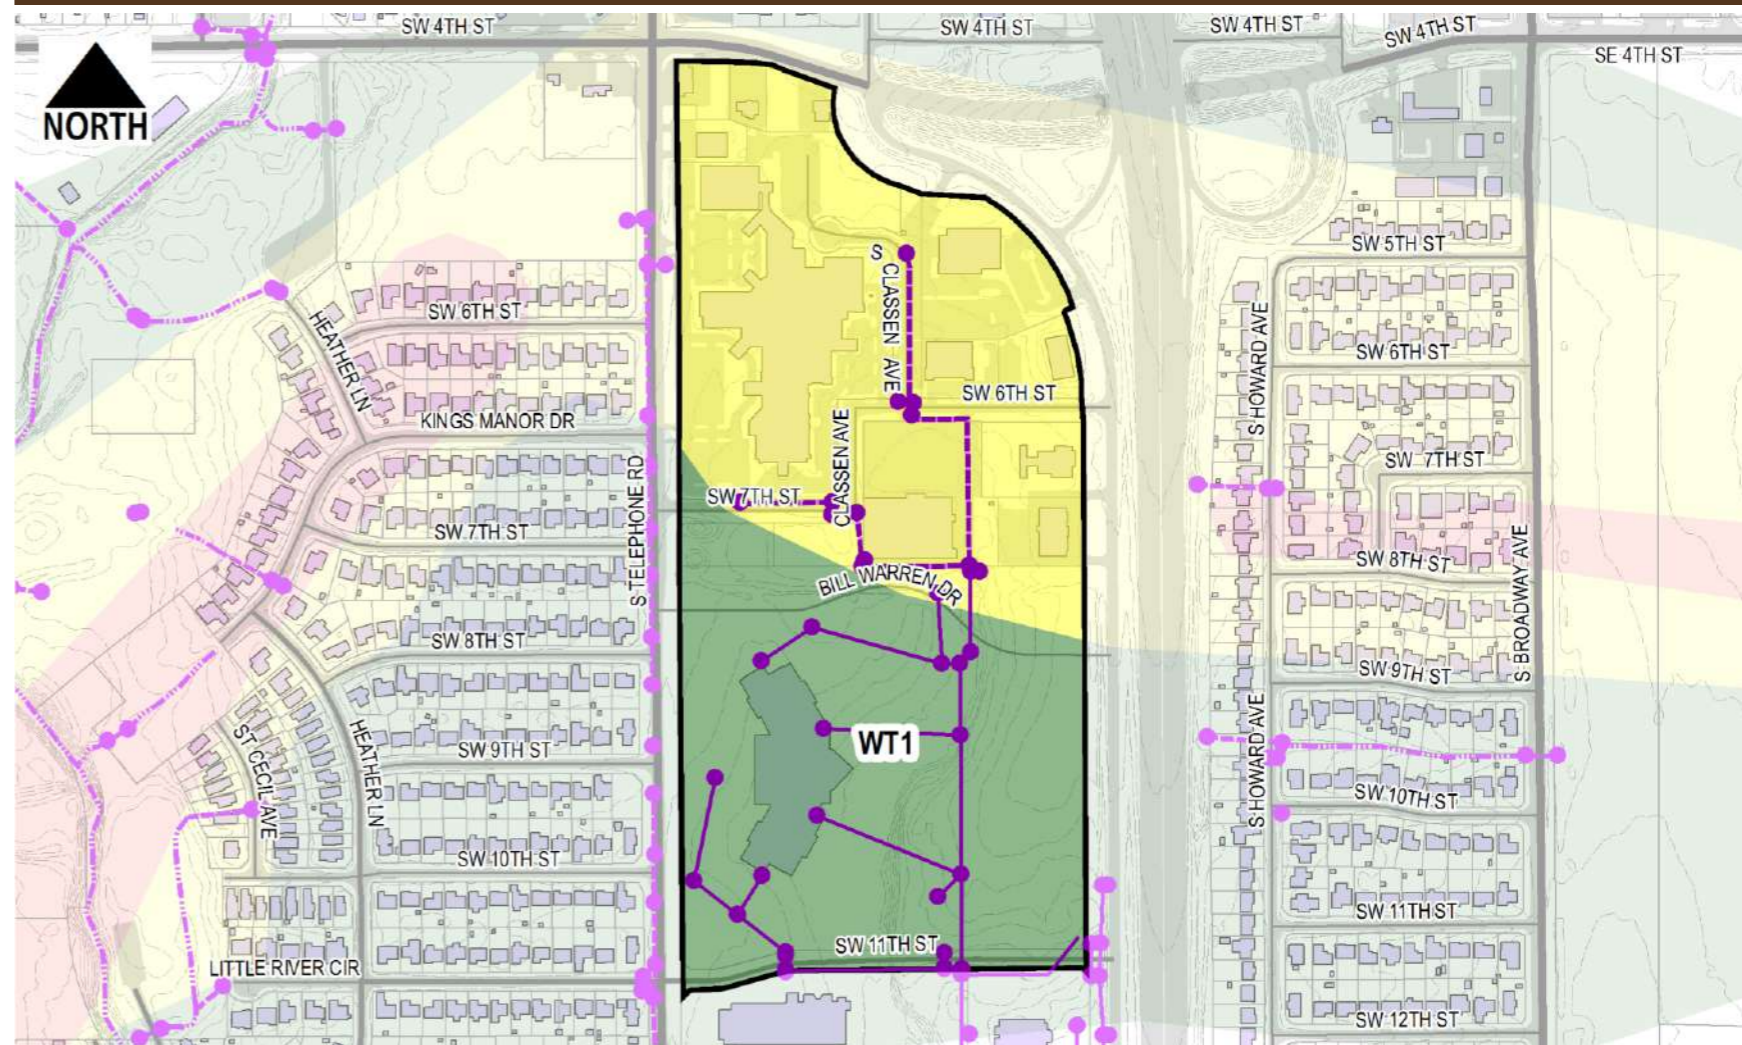 SW 4TH ST
SW 4TH ST
SW 4TH ST
SW 4TH ST
SE 4TH ST
NORTH
SW 5TH ST
S
CLASSEN AVE
SW 6TH ST
HEATHER LN
SW 6TH ST
SW 6TH ST
S HOWARD AVE
KINGS MANOR DR
CLASSEN AVE
SW 7TH ST
SW 7TH ST
SW 7TH ST
S TELEPHONE RD
SW 8TH ST
BILL WARREN DR
S BROADWAY AVE
SW 8TH ST
SW 9TH ST
WT1
SW 9TH ST
ST CECIL AVE
HEATHER LN
S HOWARD AVE
SW 10TH ST
SW 10TH ST
SW 11TH ST
SW 11TH ST
LITTLE RIVER CIR
SW 12TH ST